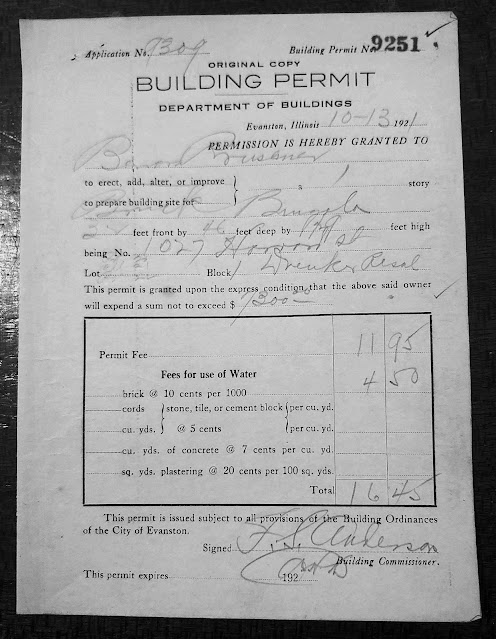 Application No. 7309 Building Permit No. 9251
ORIGINAL COPY
BUILDING PERMIT
DEPARTMENT OF BUILDINGS
Evanston, Illinois 10-13 1921
PERMISSION IS HEREBY GRANTED TO
to erect, add, alter, or improve } a 1 story
to prepare building site for }
Brick Bungalo
feet front by 46 feet deep by feet high
being No. 1027 St
Lot Block 1 Resub
This permit is granted upon the express condition that the above said owner
will expend a sum not to exceed $ 7300
Permit Fee 11 95
Fees for use of Water 4 50
brick @ 10 cents per 1000
cords } stone, tile, or cement block { per cu. yd.
cu. yds. } @ 5 cents { per cu. yd.
cu. yds. of concrete @ 7 cents per cu. yd.
sq. yds. plastering @ 20 cents per 100 sq. yds.
Total 16 45
This permit is issued subject to all provisions of the Building Ordinances
of the City of Evanston.
Signed F. S. Anderson
Building Commissioner.
This permit expires 192